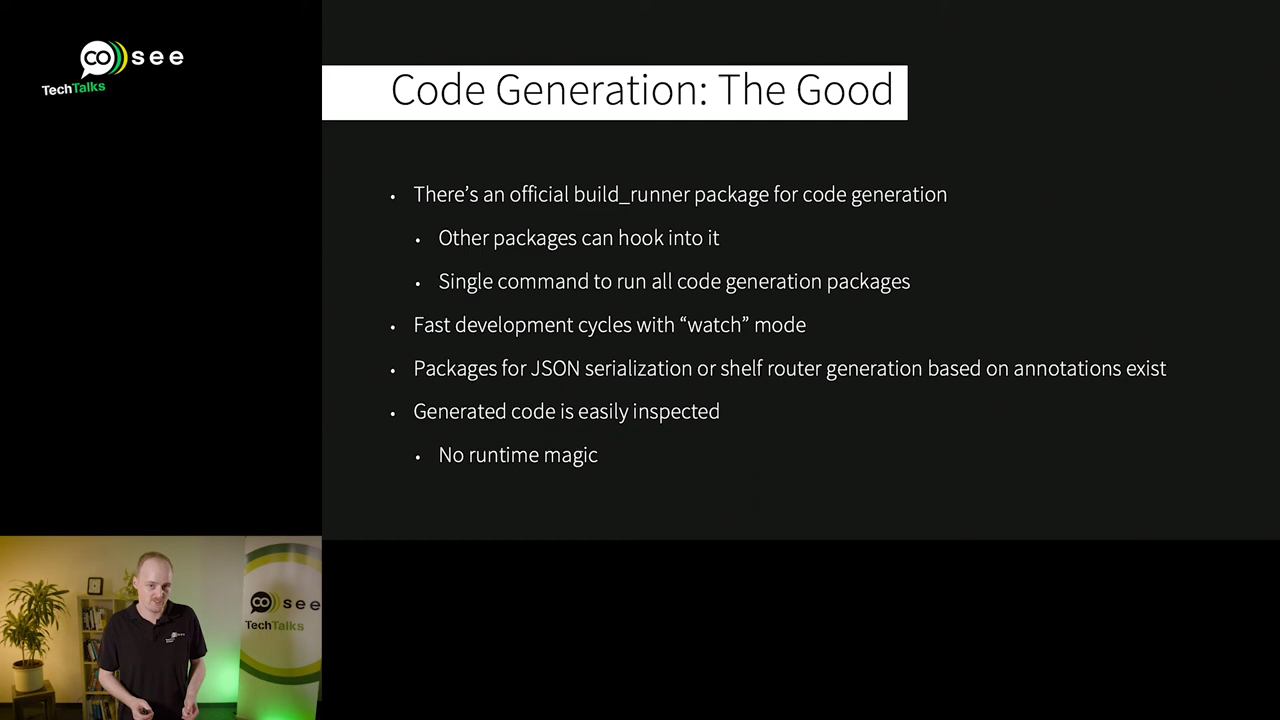 co see
TechTalks
Code Generation: The Good
• There’s an official build_runner package for code generation
• Other packages can hook into it
• Single command to run all code generation packages
• Fast development cycles with “watch” mode
• Packages for JSON serialization or shelf router generation based on annotations exist
• Generated code is easily inspected
• No runtime magic
co see
TechTalks